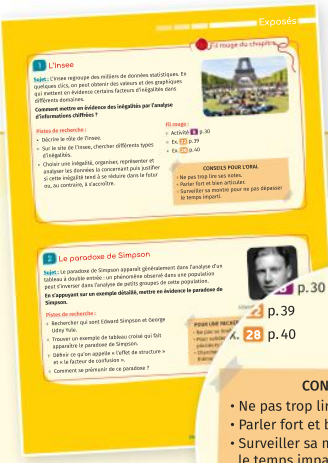 Exposés
Fil rouge du chapitre
1 L'Insee
Sujet : L'Insee regroupe des milliers de données statistiques. En
quelques clics, on peut obtenir des valeurs et des graphiques
qui mettent en évidence certains facteurs d'inégalités dans
différents domaines.
Comment mettre en évidence des inégalités par l'analyse
d'informations chiffrées ?
Pistes de recherche :
Décrire le rôle de l'Insee.
Sur le site de l'Insee, chercher différents types
d'inégalités.
Choisir une inégalité, organiser, représenter et
analyser les données la concernant puis justifier
si cette inégalité tend à se réduire dans le futur
ou, au contraire, à s'accroître.
Fil rouge :
Activité p.30
Ex. 22 p.39
Ex. 28 p.40
CONSEILS POUR L'ORAL
• Ne pas trop lire ses notes.
• Parler fort et bien articuler.
• Surveiller sa montre pour ne pas dépasser
le temps imparti.
2 Le paradoxe de Simpson
Sujet : Le paradoxe de Simpson apparaît généralement dans l'analyse d'un
tableau à double entrée : un phénomène observé dans une population
peut s'inverser dans l'analyse de petits groupes de cette population.
En s'appuyant sur un exemple détaillé, mettre en évidence le paradoxe de
Simpson.
Pistes de recherche :
Rechercher qui sont Edward Simpson et George
Udny Yule.
Trouver un exemple de tableau croisé qui fait
apparaître le paradoxe de Simpson.
Définir ce qu'on appelle « l'effet de structure »
et « le facteur de confusion ».
Comment se prémunir de ce paradoxe ?
POUR UNE
p.30
22 p.39
x. 28 p.40
CON
• Ne pas trop lir
• Parler fort et b
• Surveiller sa m
le temps impa